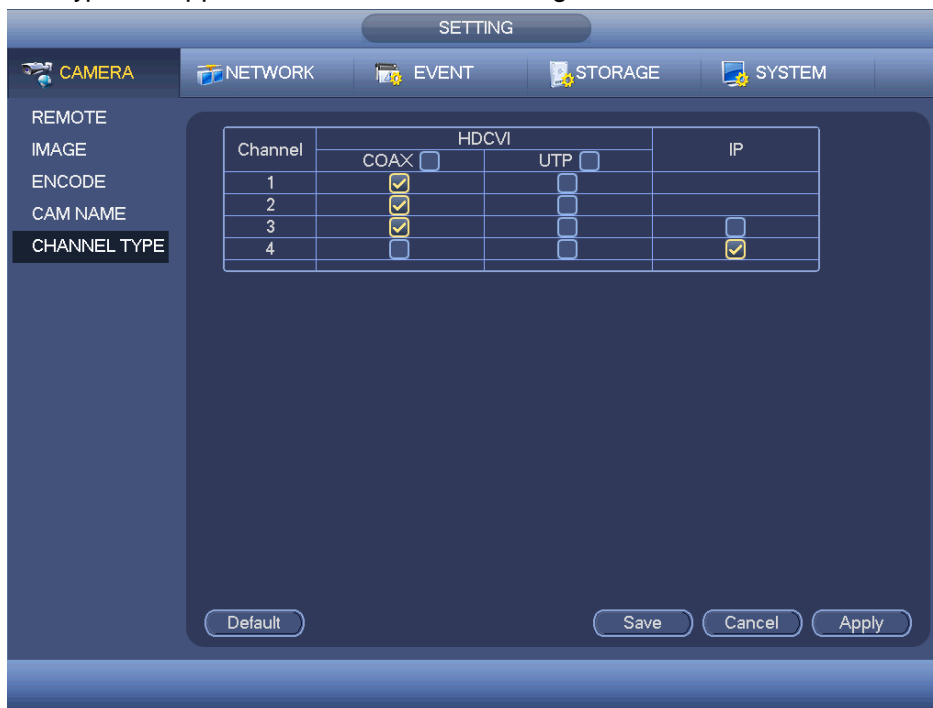 SETTING
CAMERA NETWORK EVENT STORAGE SYSTEM
REMOTE
IMAGE
ENCODE
CAM NAME
CHANNEL TYPE
Channel HDCVI IP
COAX UTP
1
2
3
4
Default Save Cancel Apply